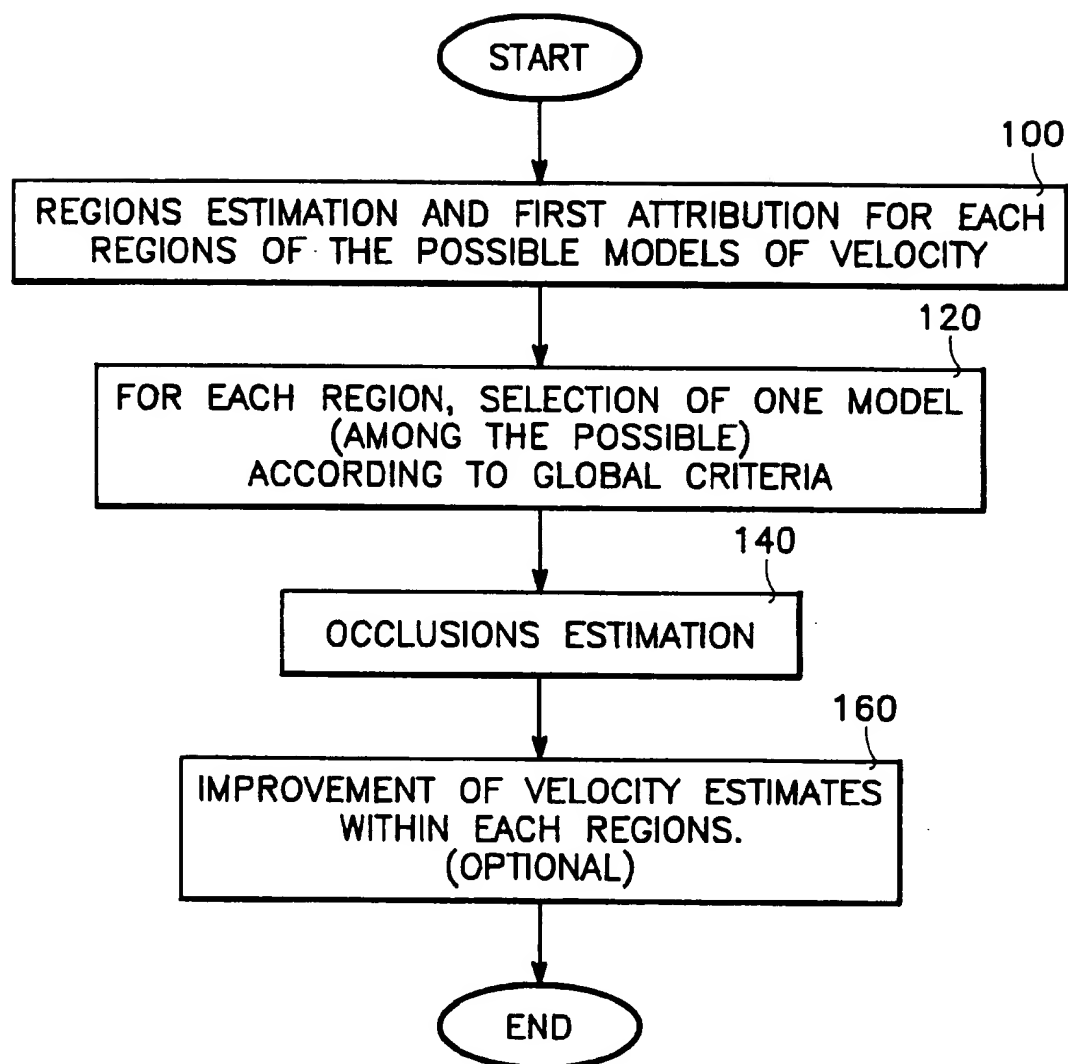 START
100
REGIONS ESTIMATION AND FIRST ATTRIBUTION FOR EACH
REGIONS OF THE POSSIBLE MODELS OF VELOCITY
120
FOR EACH REGION, SELECTION OF ONE MODEL
(AMONG THE POSSIBLE)
ACCORDING TO GLOBAL CRITERIA
140
OCCLUSIONS ESTIMATION
160
IMPROVEMENT OF VELOCITY ESTIMATES
WITHIN EACH REGIONS.
(OPTIONAL)
END